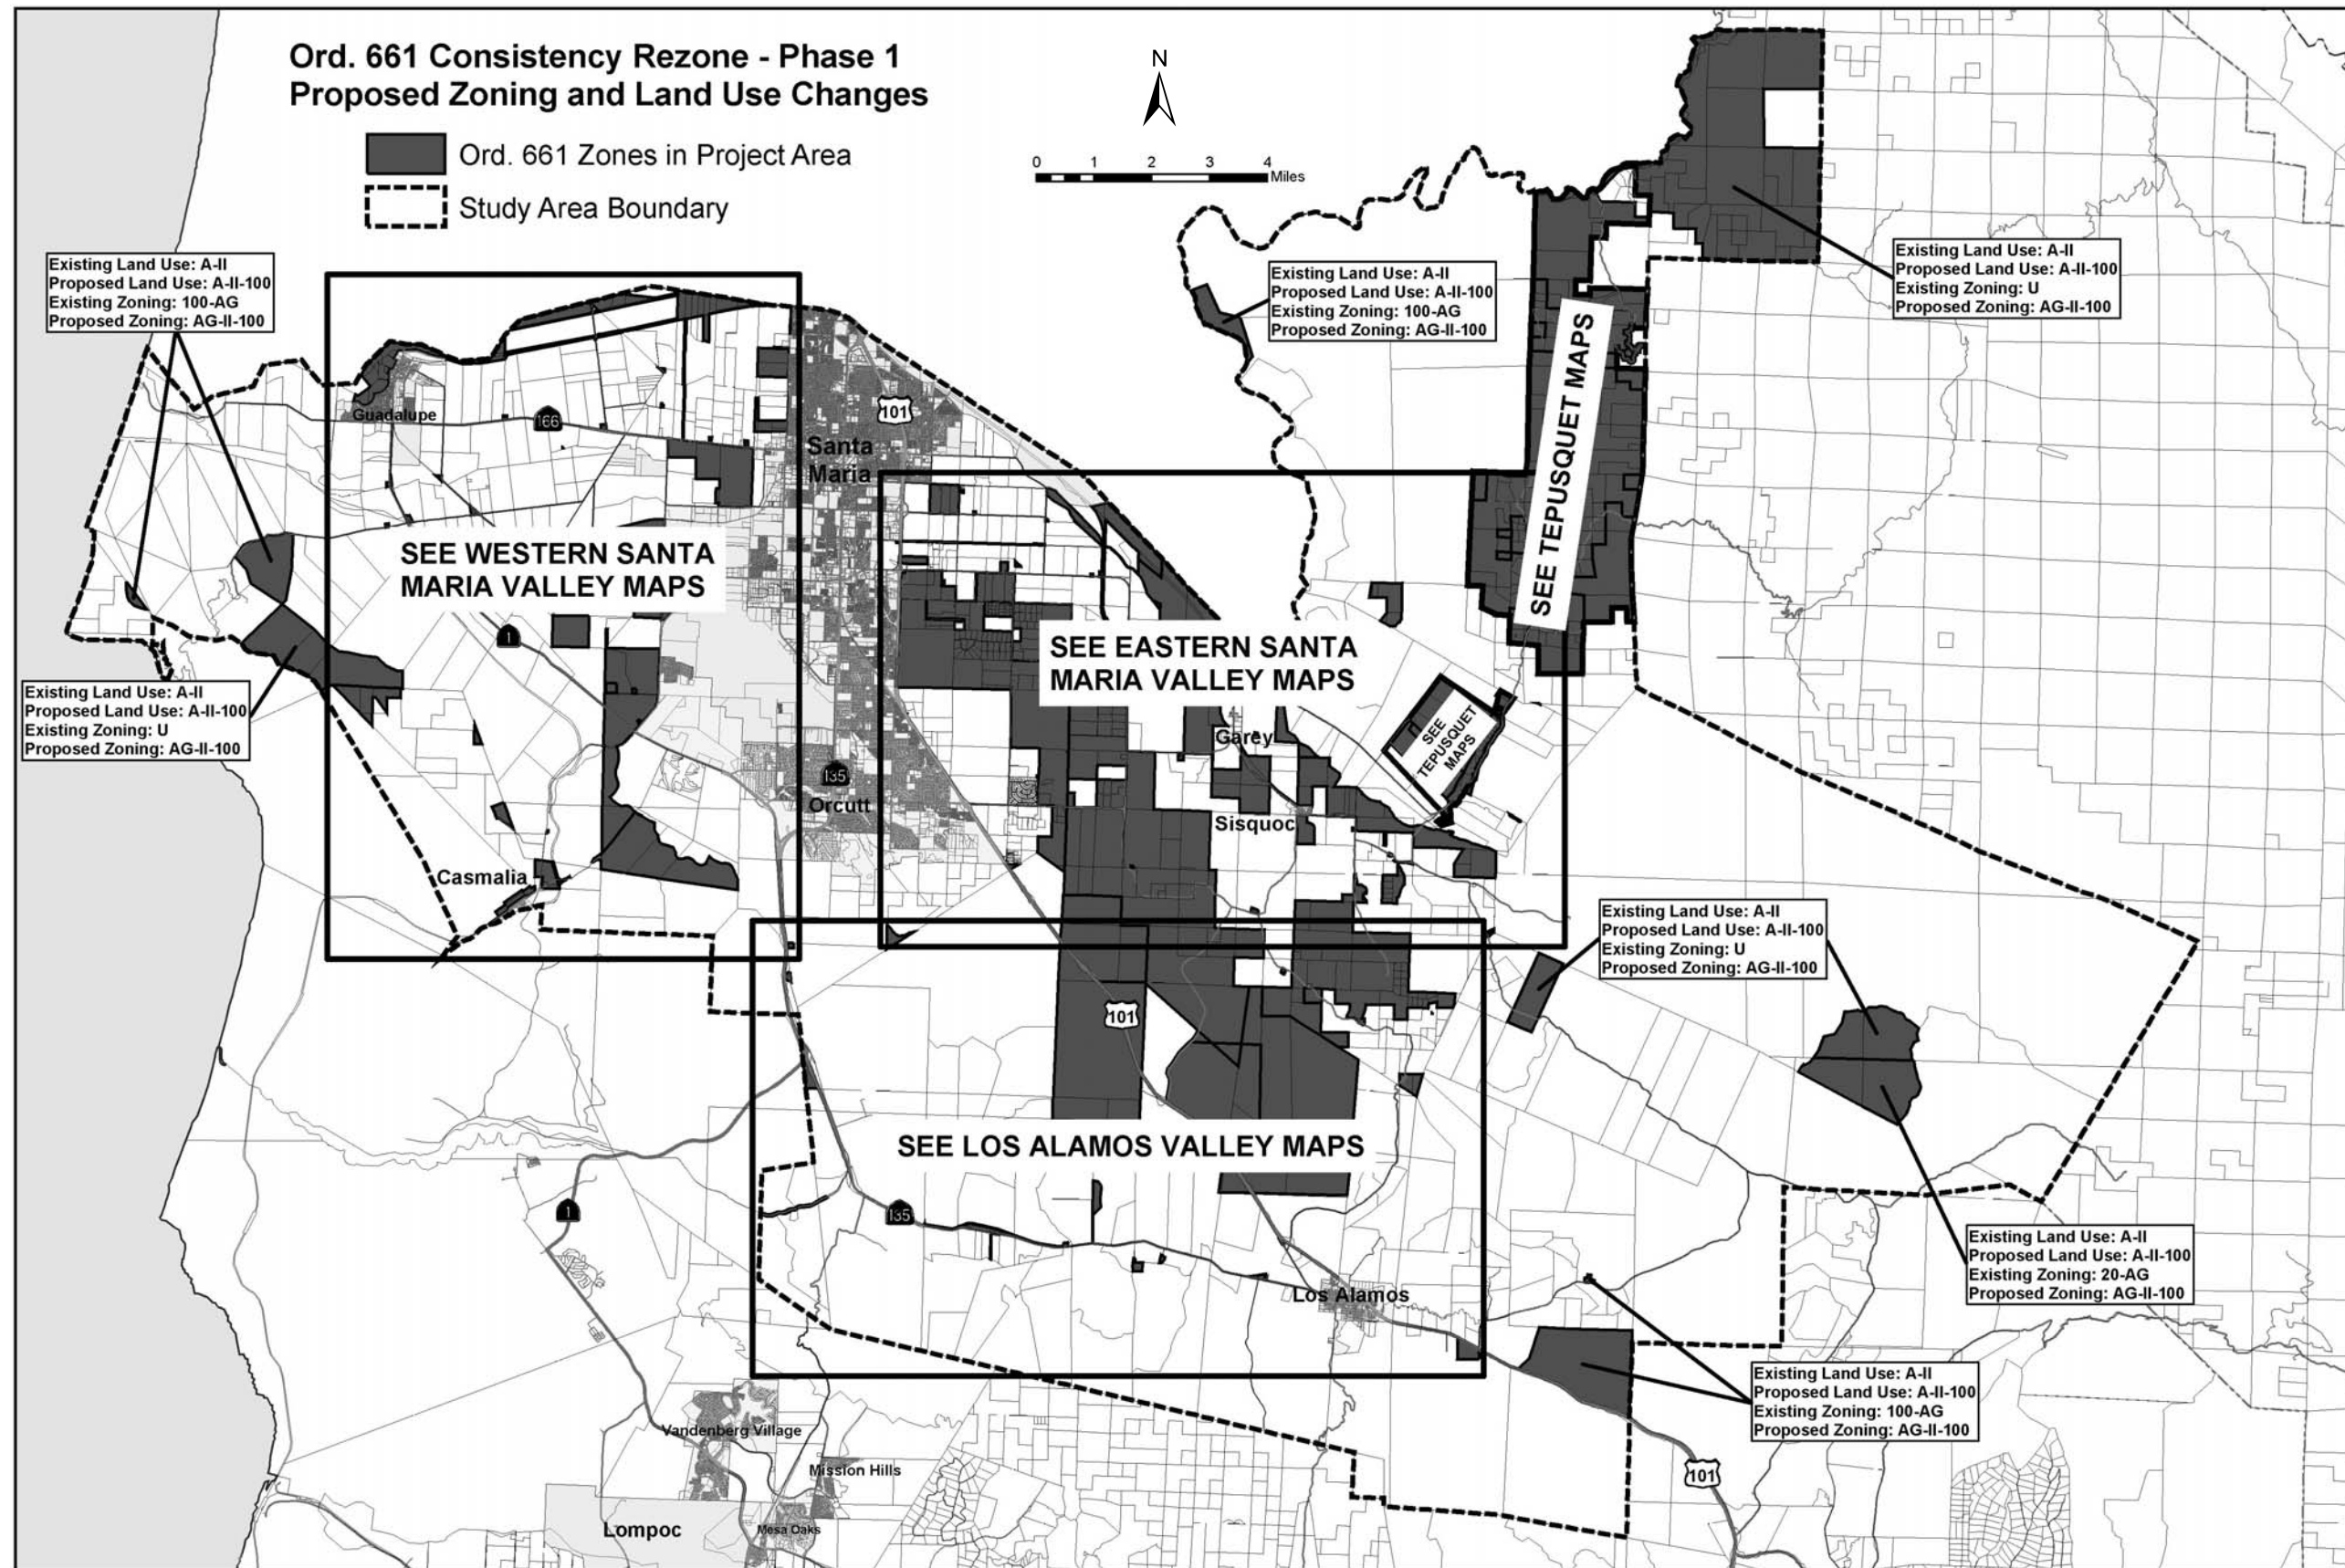 Ord. 661 Consistency Rezone - Phase 1
Proposed Zoning and Land Use Changes
Ord. 661 Zones in Project Area
Study Area Boundary
N
0 1 2 3 4
Miles
Existing Land Use: A-II
Proposed Land Use: A-II-100
Existing Zoning: 100-AG
Proposed Zoning: AG-II-100
Existing Land Use: A-II
Proposed Land Use: A-II-100
Existing Zoning: 100-AG
Proposed Zoning: AG-II-100
Existing Land Use: A-II
Proposed Land Use: A-II-100
Existing Zoning: U
Proposed Zoning: AG-II-100
Guadalupe
166
101
Santa
Maria
SEE TEPUSQUET MAPS
SEE WESTERN SANTA
MARIA VALLEY MAPS
1
SEE EASTERN SANTA
MARIA VALLEY MAPS
Existing Land Use: A-II
Proposed Land Use: A-II-100
Existing Zoning: U
Proposed Zoning: AG-II-100
Garey
SEE
TEPUSQUET
MAPS
135
Orcutt
Sisquoc
Casmalia
Existing Land Use: A-II
Proposed Land Use: A-II-100
Existing Zoning: U
Proposed Zoning: AG-II-100
101
SEE LOS ALAMOS VALLEY MAPS
1
135
Existing Land Use: A-II
Proposed Land Use: A-II-100
Existing Zoning: 20-AG
Proposed Zoning: AG-II-100
Los Alamos
Existing Land Use: A-II
Proposed Land Use: A-II-100
Existing Zoning: 100-AG
Proposed Zoning: AG-II-100
Vandenberg Village
Mission Hills
101
Lompoc
Mesa Oaks